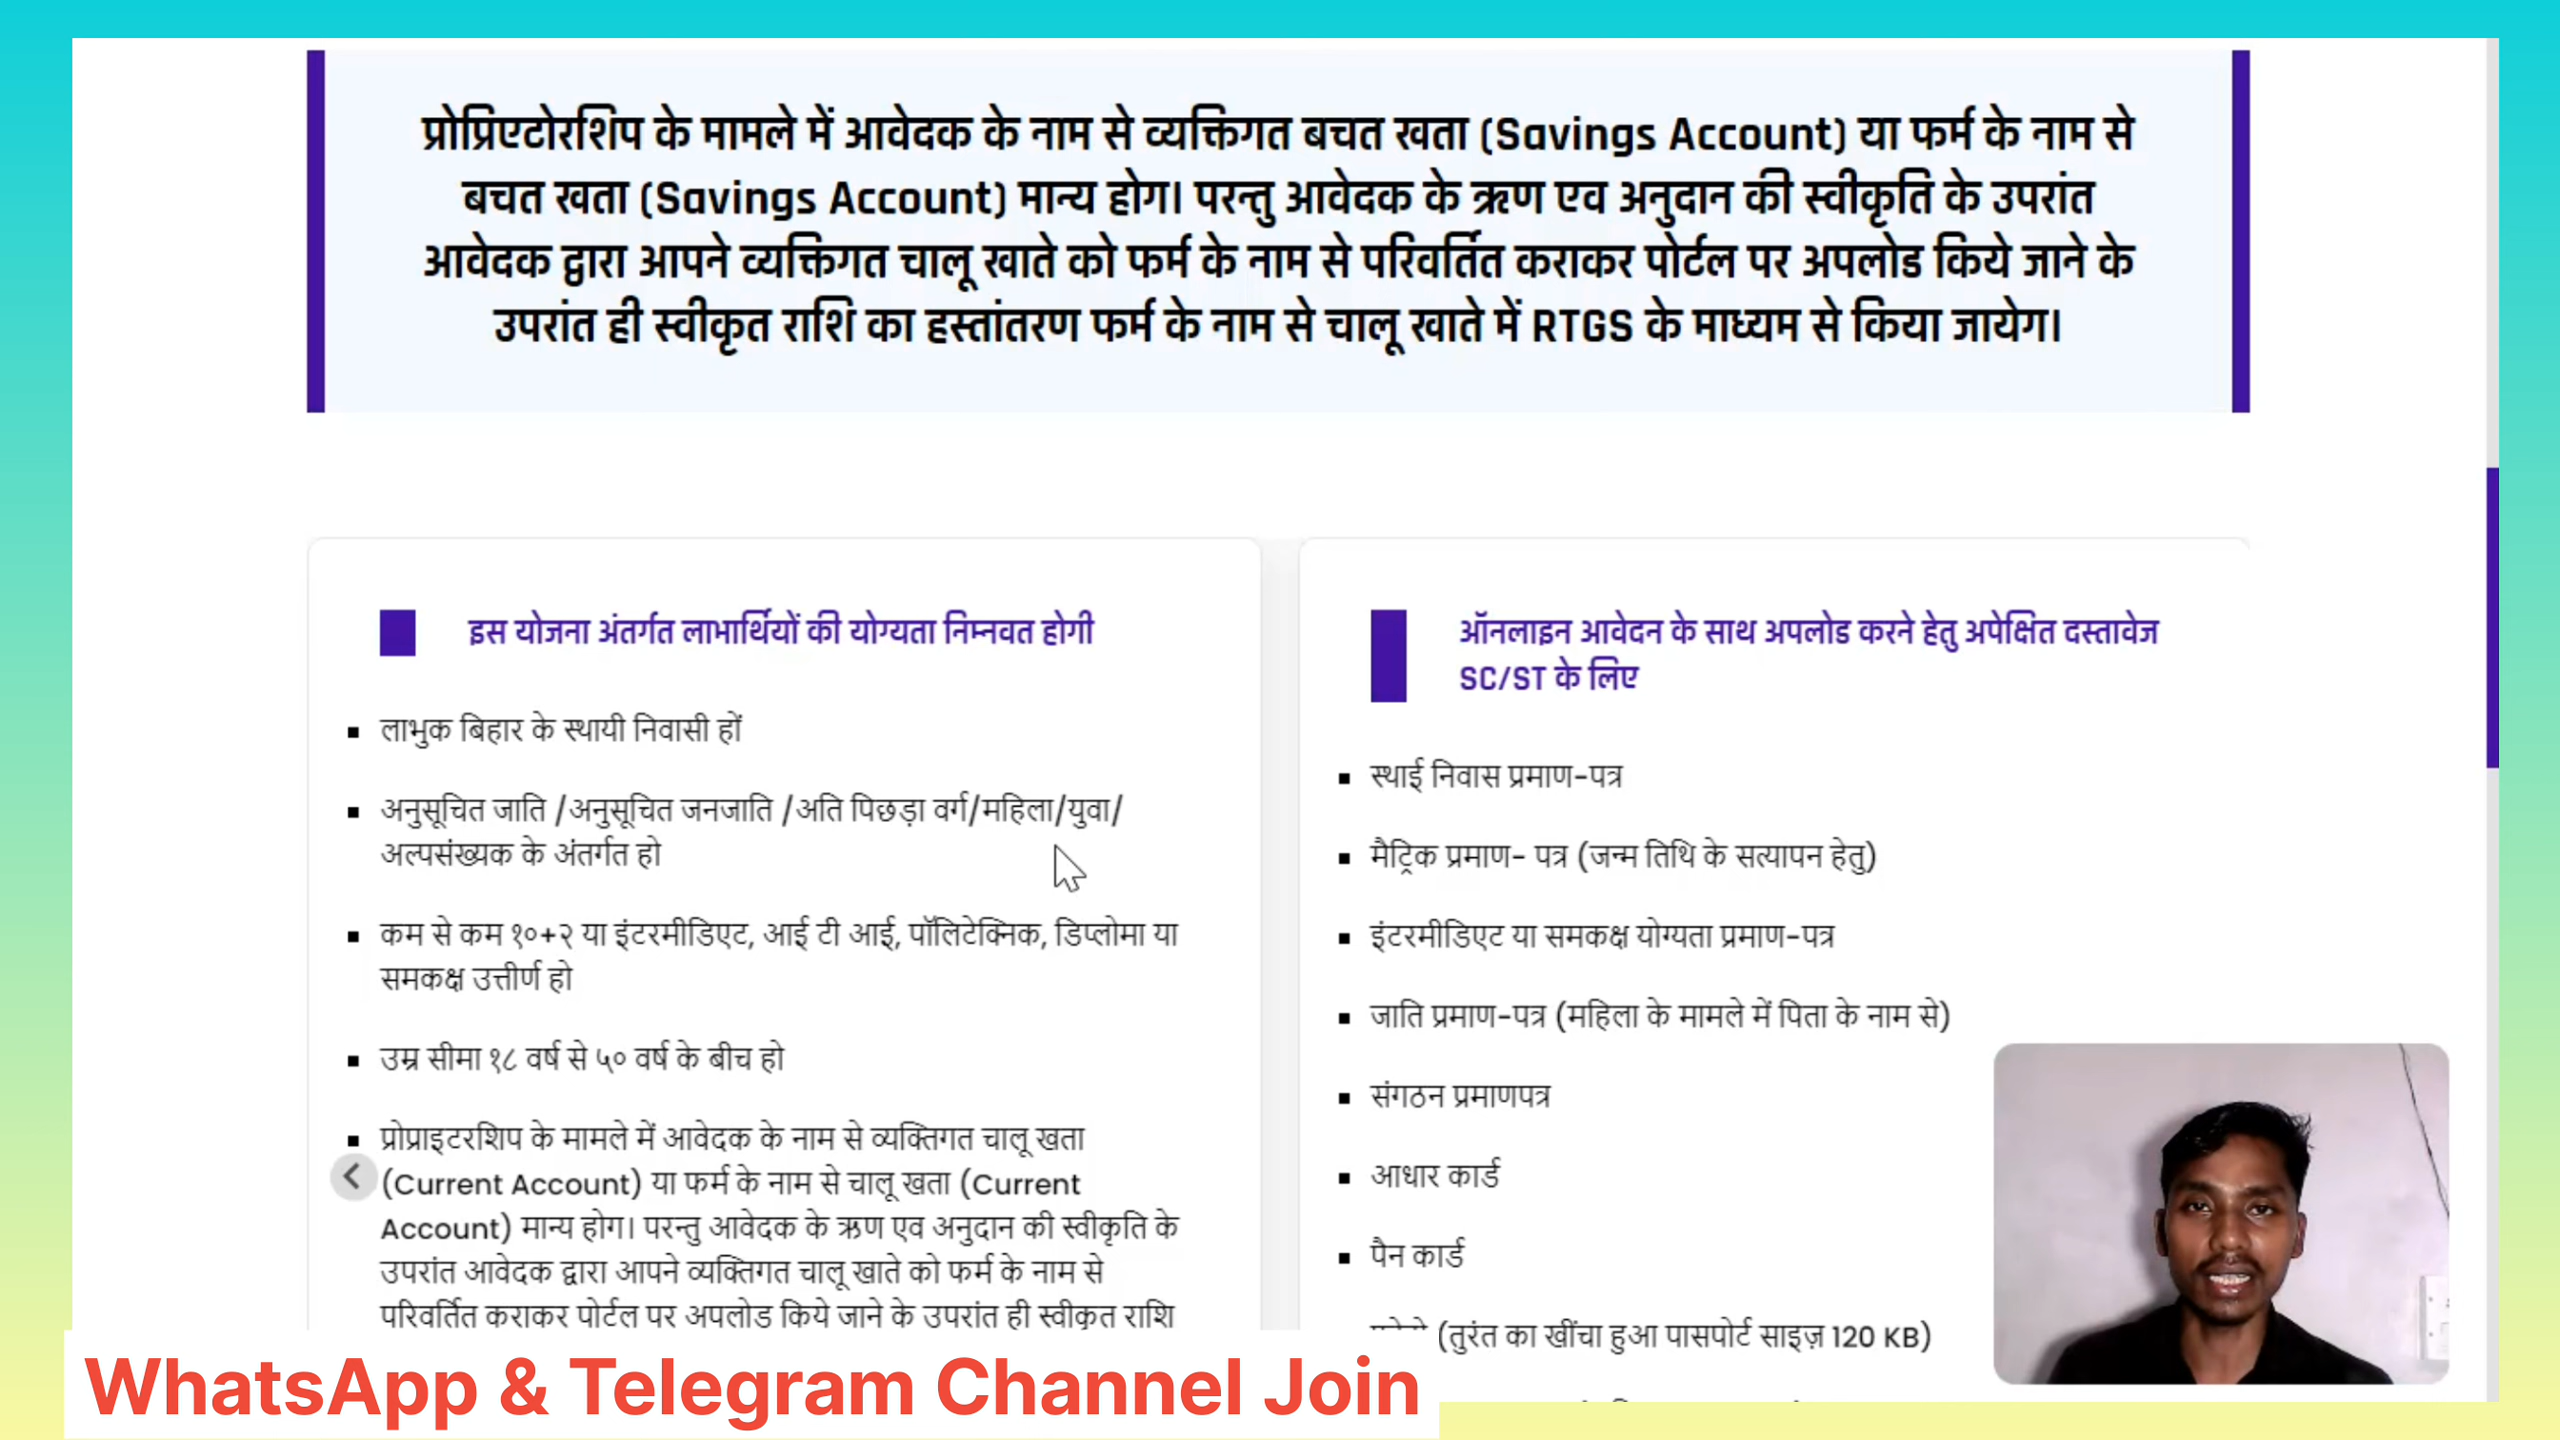 प्रोप्रिएटोरशिप के मामले में आवेदक के नाम से व्यक्तिगत बचत खता (Savings Account) या फर्म के नाम से
बचत खता (Savings Account) मान्य होग। परन्तु आवेदक के ऋण एव अनुदान की स्वीकृति के उपरांत
आवेदक द्वारा आपने व्यक्तिगत चालू खाते को फर्म के नाम से परिवर्तित कराकर पोर्टल पर अपलोड किये जाने के
उपरांत ही स्वीकृत राशि का हस्तांतरण फर्म के नाम से चालू खाते में RTGS के माध्यम से किया जायेग।
इस योजना अंतर्गत लाभार्थियों की योग्यता निम्नवत होगी
लाभुक बिहार के स्थायी निवासी हों
अनुसूचित जाति /अनुसूचित जनजाति /अति पिछड़ा वर्ग/महिला/युवा/
अल्पसंख्यक के अंतर्गत हो
कम से कम १०+२ या इंटरमीडिएट, आई टी आई, पॉलिटेक्निक, डिप्लोमा या
समकक्ष उत्तीर्ण हो
उम्र सीमा १८ वर्ष से ५० वर्ष के बीच हो
प्रोप्राइटरशिप के मामले में आवेदक के नाम से व्यक्तिगत चालू खता
(Current Account) या फर्म के नाम से चालू खता (Current
Account) मान्य होग। परन्तु आवेदक के ऋण एव अनुदान की स्वीकृति के
उपरांत आवेदक द्वारा आपने व्यक्तिगत चालू खाते को फर्म के नाम से
परिवर्तित कराकर पोर्टल पर अपलोड किये जाने के उपरांत ही स्वीकृत राशि
ऑनलाइन आवेदन के साथ अपलोड करने हेतु अपेक्षित दस्तावेज
SC/ST के लिए
स्थाई निवास प्रमाण-पत्र
मैट्रिक प्रमाण- पत्र (जन्म तिथि के सत्यापन हेतु)
इंटरमीडिएट या समकक्ष योग्यता प्रमाण-पत्र
जाति प्रमाण-पत्र (महिला के मामले में पिता के नाम से)
संगठन प्रमाणपत्र
आधार कार्ड
पैन कार्ड
(तुरंत का खींचा हुआ पासपोर्ट साइज़ 120 KB)
WhatsApp & Telegram Channel Join